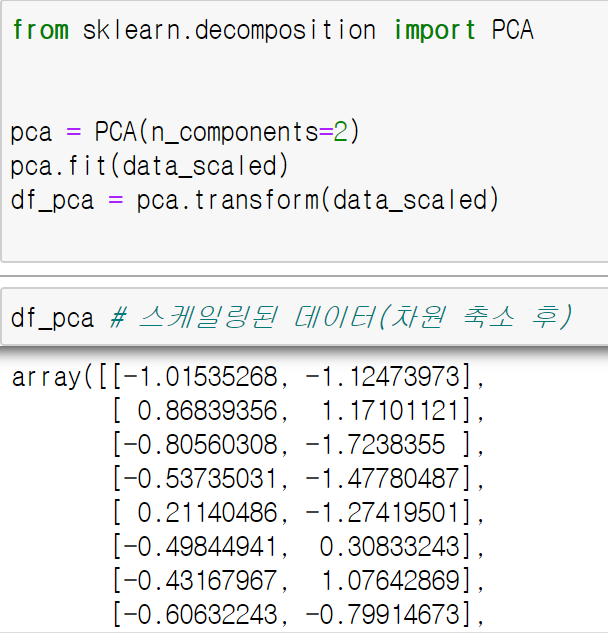 from sklearn.decomposition import PCA
pca = PCA(n_components=2)
pca.fit(data_scaled)
df_pca = pca.transform(data_scaled)
df_pca # 스케일링된 데이터(차원 축소 후)
array([[-1.01535268, -1.12473973],
[ 0.86839356, 1.17101121],
[-0.80560308, -1.7238355 ],
[-0.53735031, -1.47780487],
[ 0.21140486, -1.27419501],
[-0.49844941, 0.30833243],
[-0.43167967, 1.07642869],
[-0.60632243, -0.79914673],